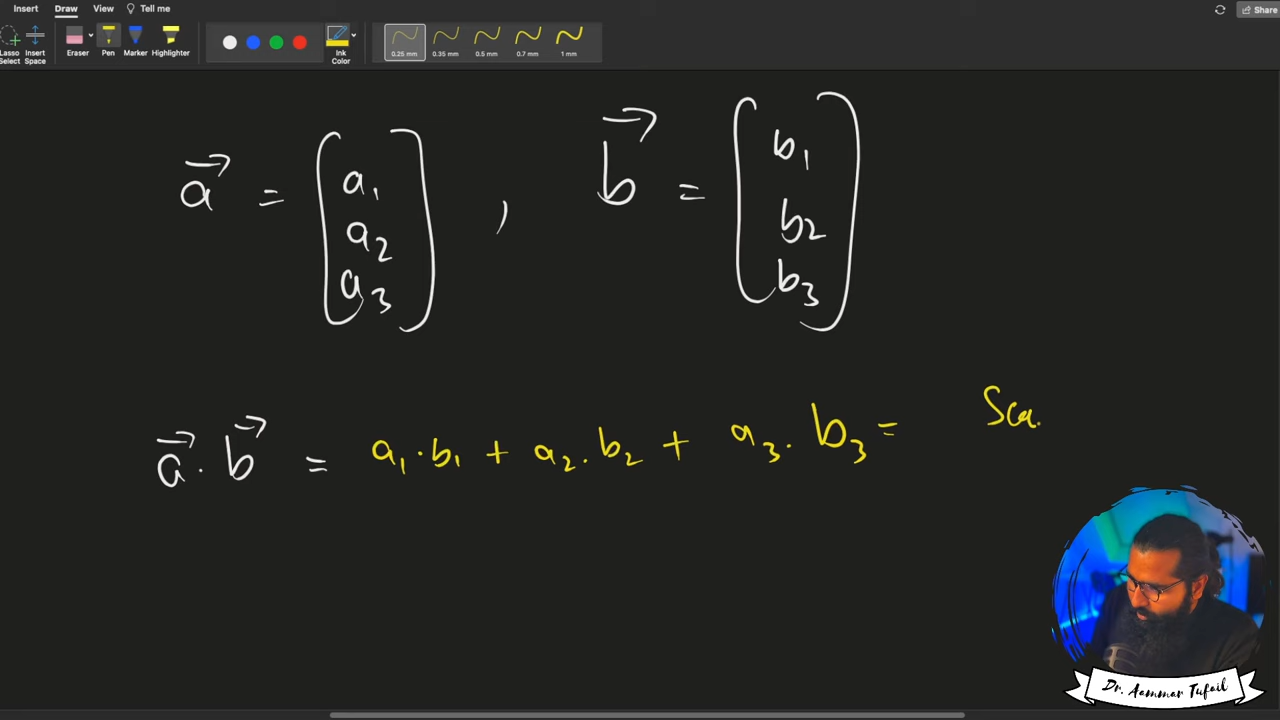 Insert Draw View Tell me
Share
Lasso Select Insert Space Eraser Pen Marker Highlighter Ink Color 0.25 mm 0.35 mm 0.5 mm 0.7 mm 1 mm
a⃗ = [a₁ a₂ a₃] , b⃗ = [b₁ b₂ b₃]
a⃗ . b⃗ = a₁ . b₁ + a₂ . b₂ + a₃ . b₃ = Sca
Dr. Aammar Tufail